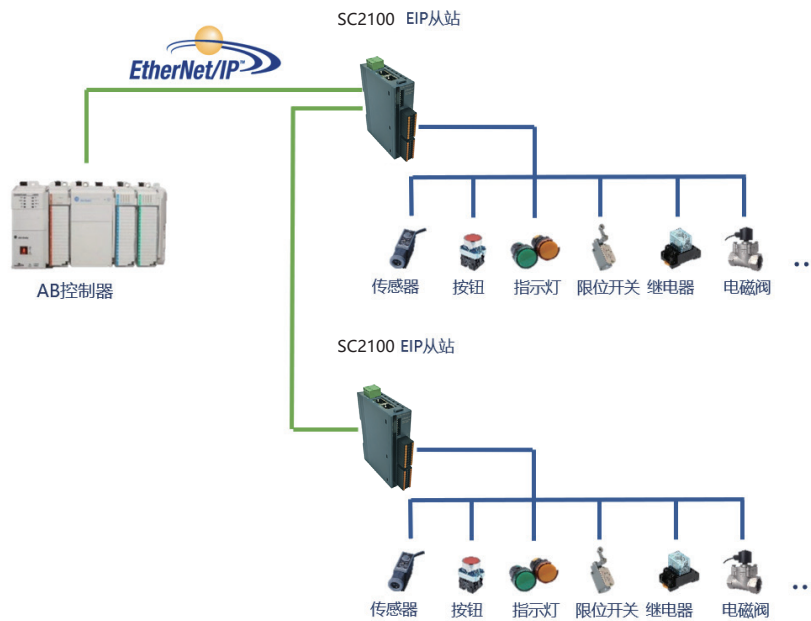 SC2100 EIP从站
EtherNet/IP™
AB控制器
传感器 按钮 指示灯 限位开关 继电器 电磁阀 ..
SC2100 EIP从站
传感器 按钮 指示灯 限位开关 继电器 电磁阀 ..